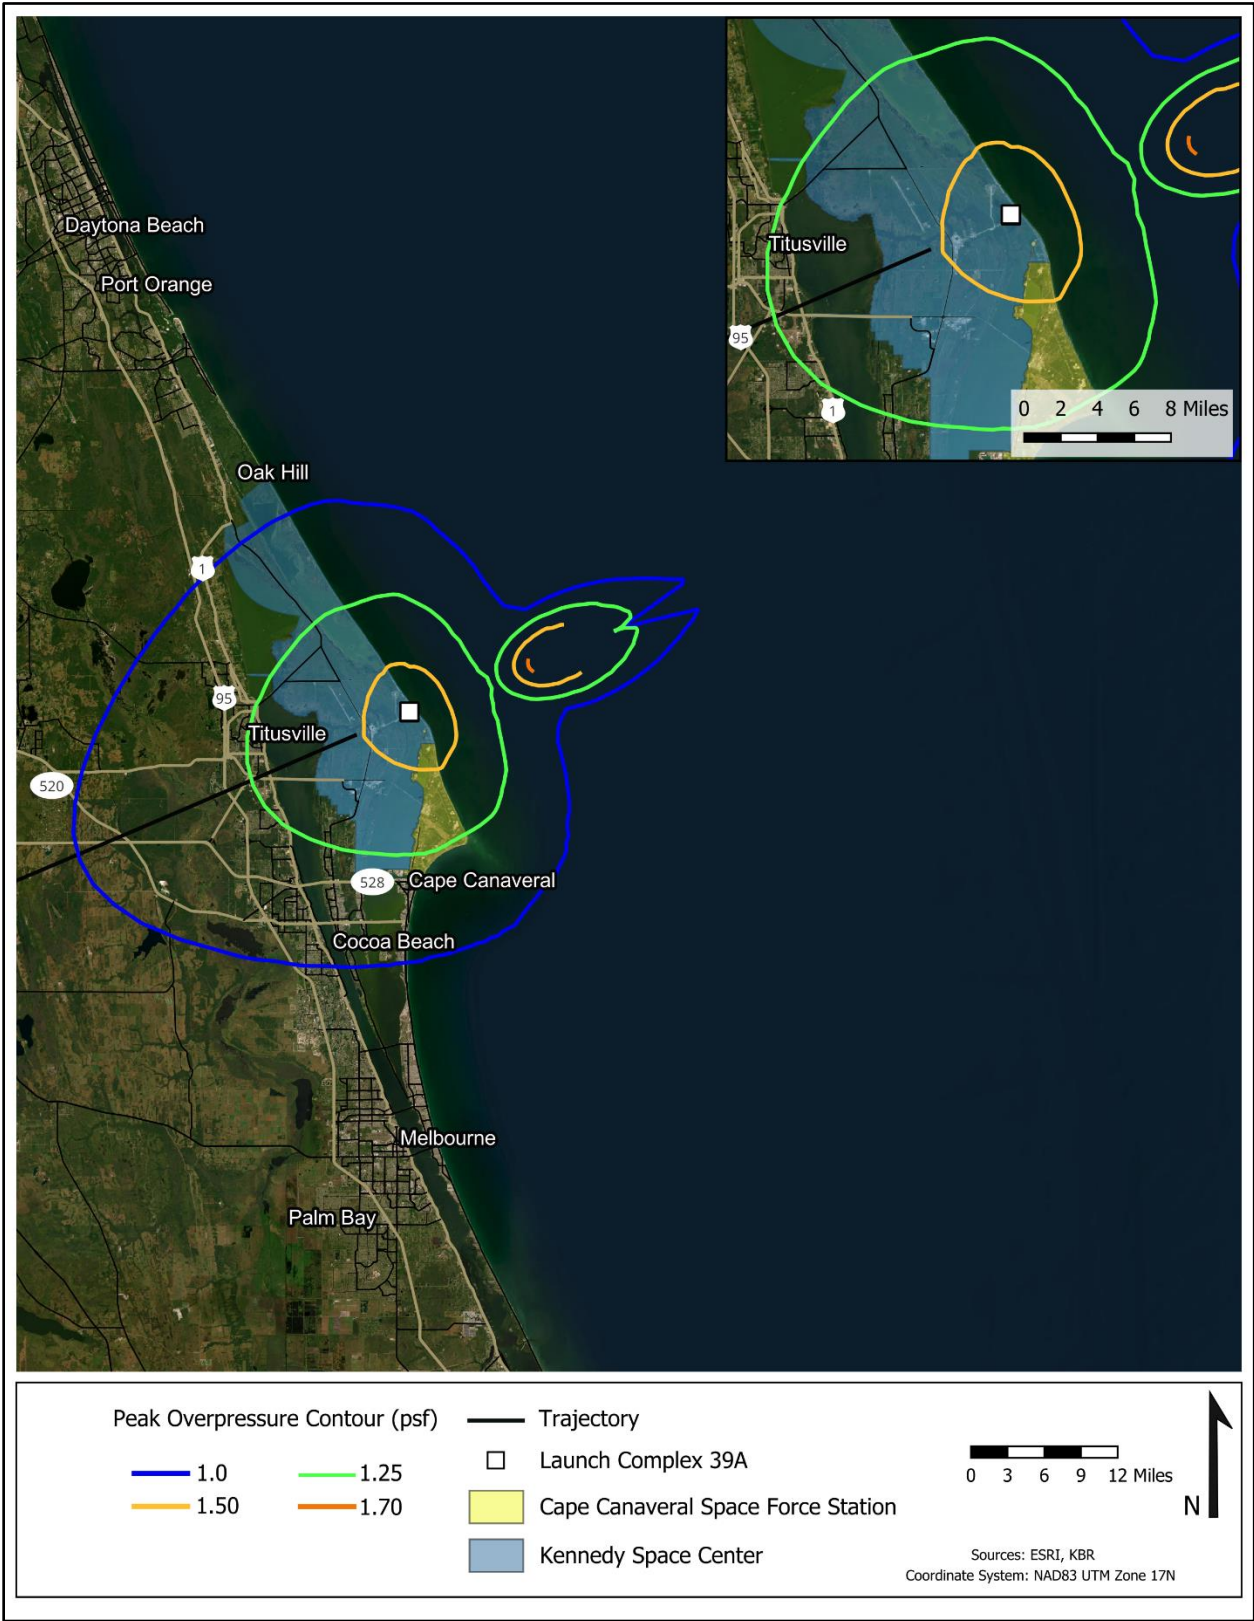 Daytona Beach
Port Orange
Oak Hill
1
95
Titusville
520
528
Cape Canaveral
Cocoa Beach
Melbourne
Palm Bay
Titusville
95
1
0 2 4 6 8 Miles
Peak Overpressure Contour (psf)
1.0
1.25
1.50
1.70
Trajectory
Launch Complex 39A
Cape Canaveral Space Force Station
Kennedy Space Center
0 3 6 9 12 Miles
N
Sources: ESRI, KBR
Coordinate System: NAD83 UTM Zone 17N